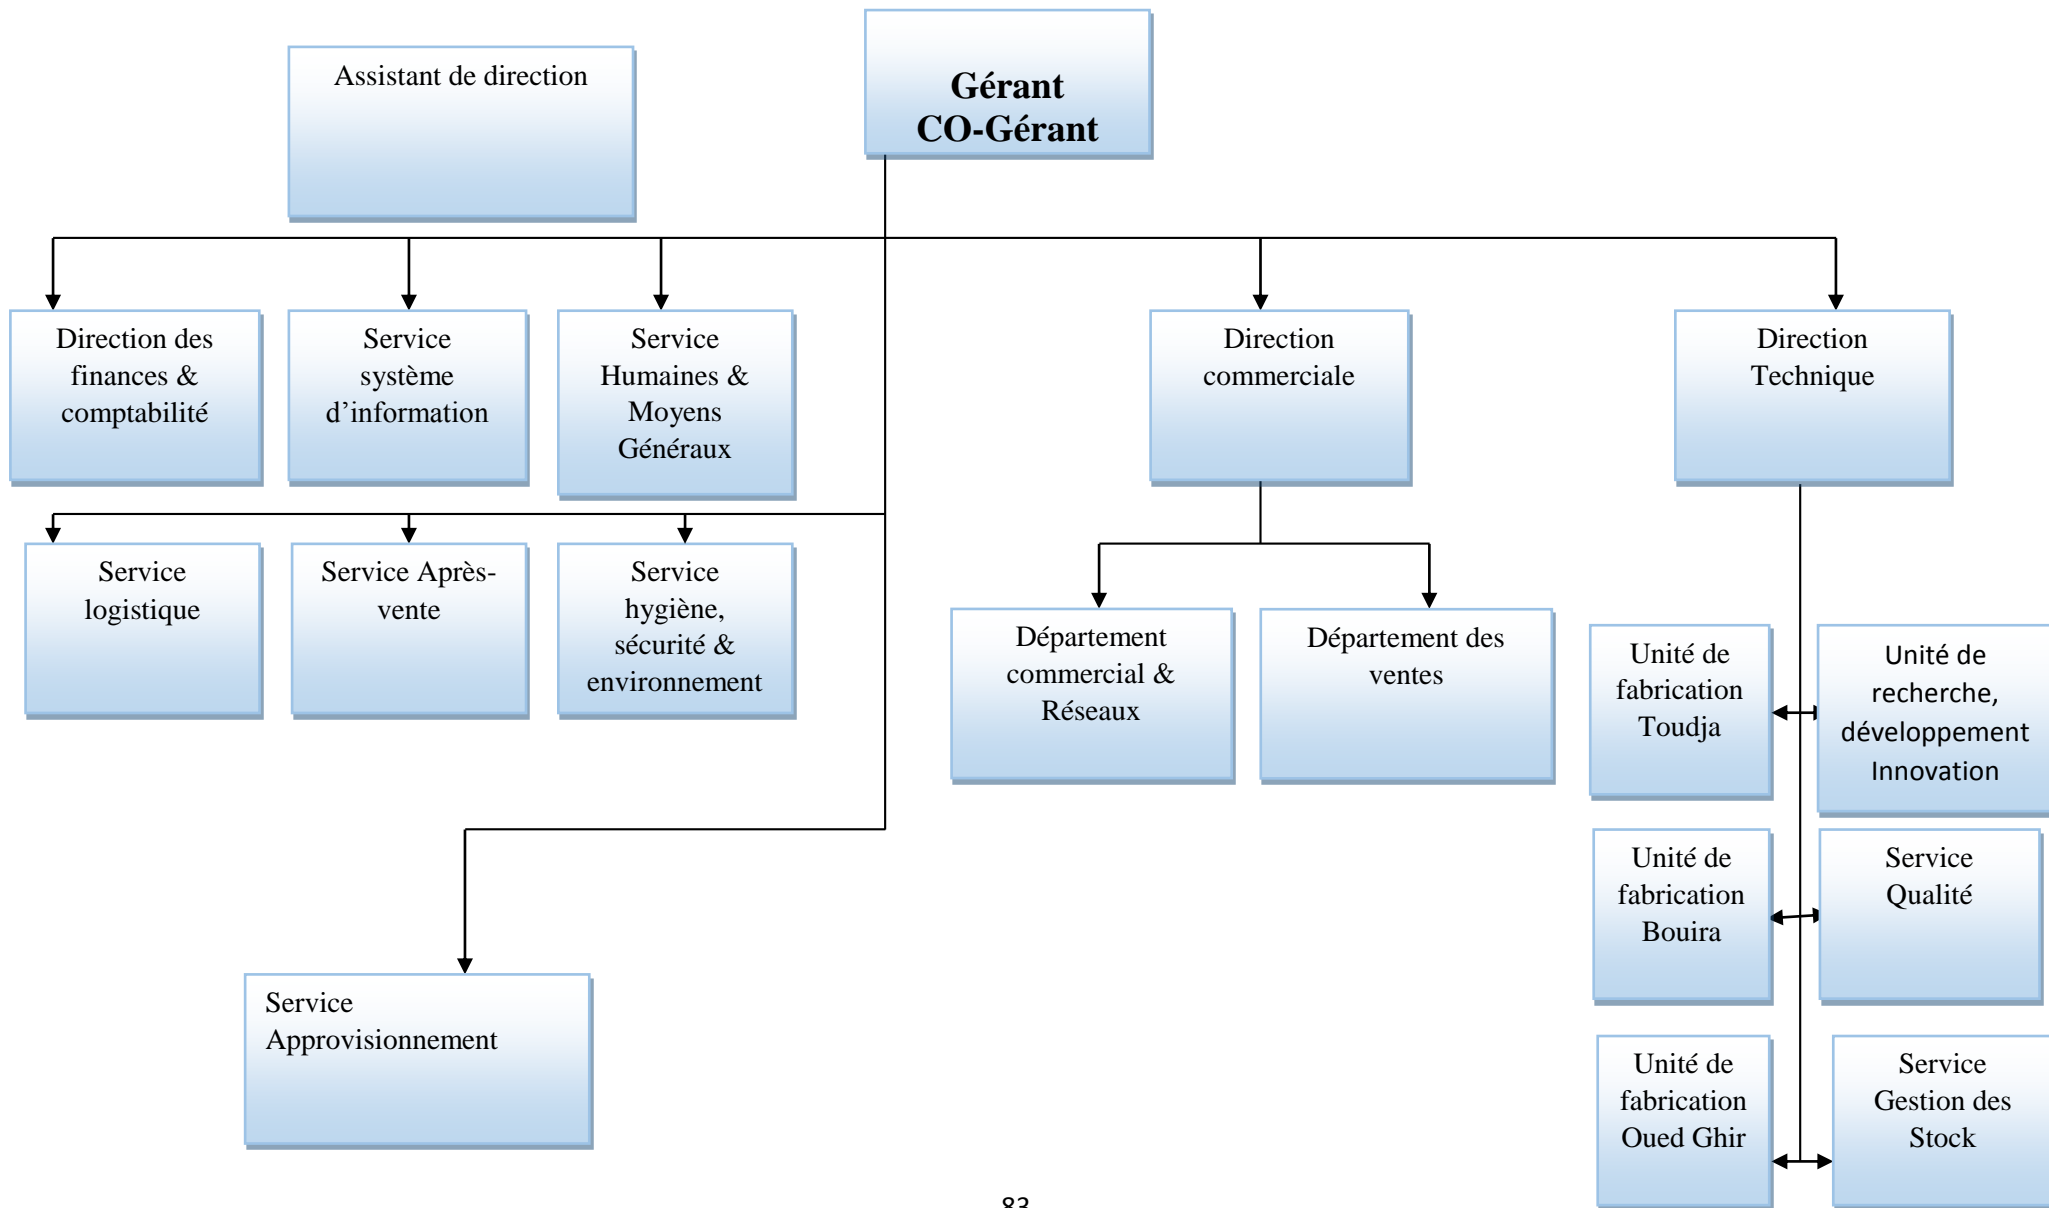 Assistant de direction
Gérant
CO-Gérant
Direction des
finances &
comptabilité
Service
système
d’information
Service
Humaines &
Moyens
Généraux
Direction
commerciale
Direction
Technique
Service
logistique
Service Après-
vente
Service
hygiène,
sécurité &
environnement
Département
commercial &
Réseaux
Département des
ventes
Unité de
fabrication
Toudja
Unité de
recherche,
développement
Innovation
Unité de
fabrication
Bouira
Service
Qualité
Service
Approvisionnement
Unité de
fabrication
Oued Ghir
Service
Gestion des
Stock
83